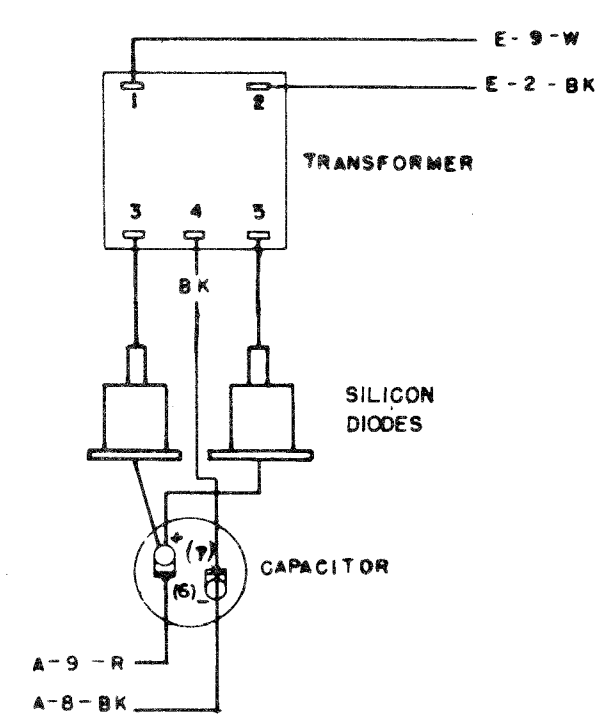 E-9-W
E-2-BK
1
2
TRANSFORMER
3 4 5
BK
SILICON
DIODES
+ (7)
CAPACITOR
(6) -
A-9-R
A-8-BK